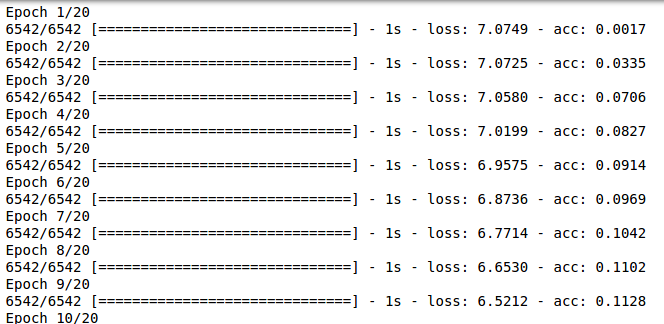 Epoch 1/20
6542/6542 [==============================] - 1s - loss: 7.0749 - acc: 0.0017
Epoch 2/20
6542/6542 [==============================] - 1s - loss: 7.0725 - acc: 0.0335
Epoch 3/20
6542/6542 [==============================] - 1s - loss: 7.0580 - acc: 0.0706
Epoch 4/20
6542/6542 [==============================] - 1s - loss: 7.0199 - acc: 0.0827
Epoch 5/20
6542/6542 [==============================] - 1s - loss: 6.9575 - acc: 0.0914
Epoch 6/20
6542/6542 [==============================] - 1s - loss: 6.8736 - acc: 0.0969
Epoch 7/20
6542/6542 [==============================] - 1s - loss: 6.7714 - acc: 0.1042
Epoch 8/20
6542/6542 [==============================] - 1s - loss: 6.6530 - acc: 0.1102
Epoch 9/20
6542/6542 [==============================] - 1s - loss: 6.5212 - acc: 0.1128
Epoch 10/20